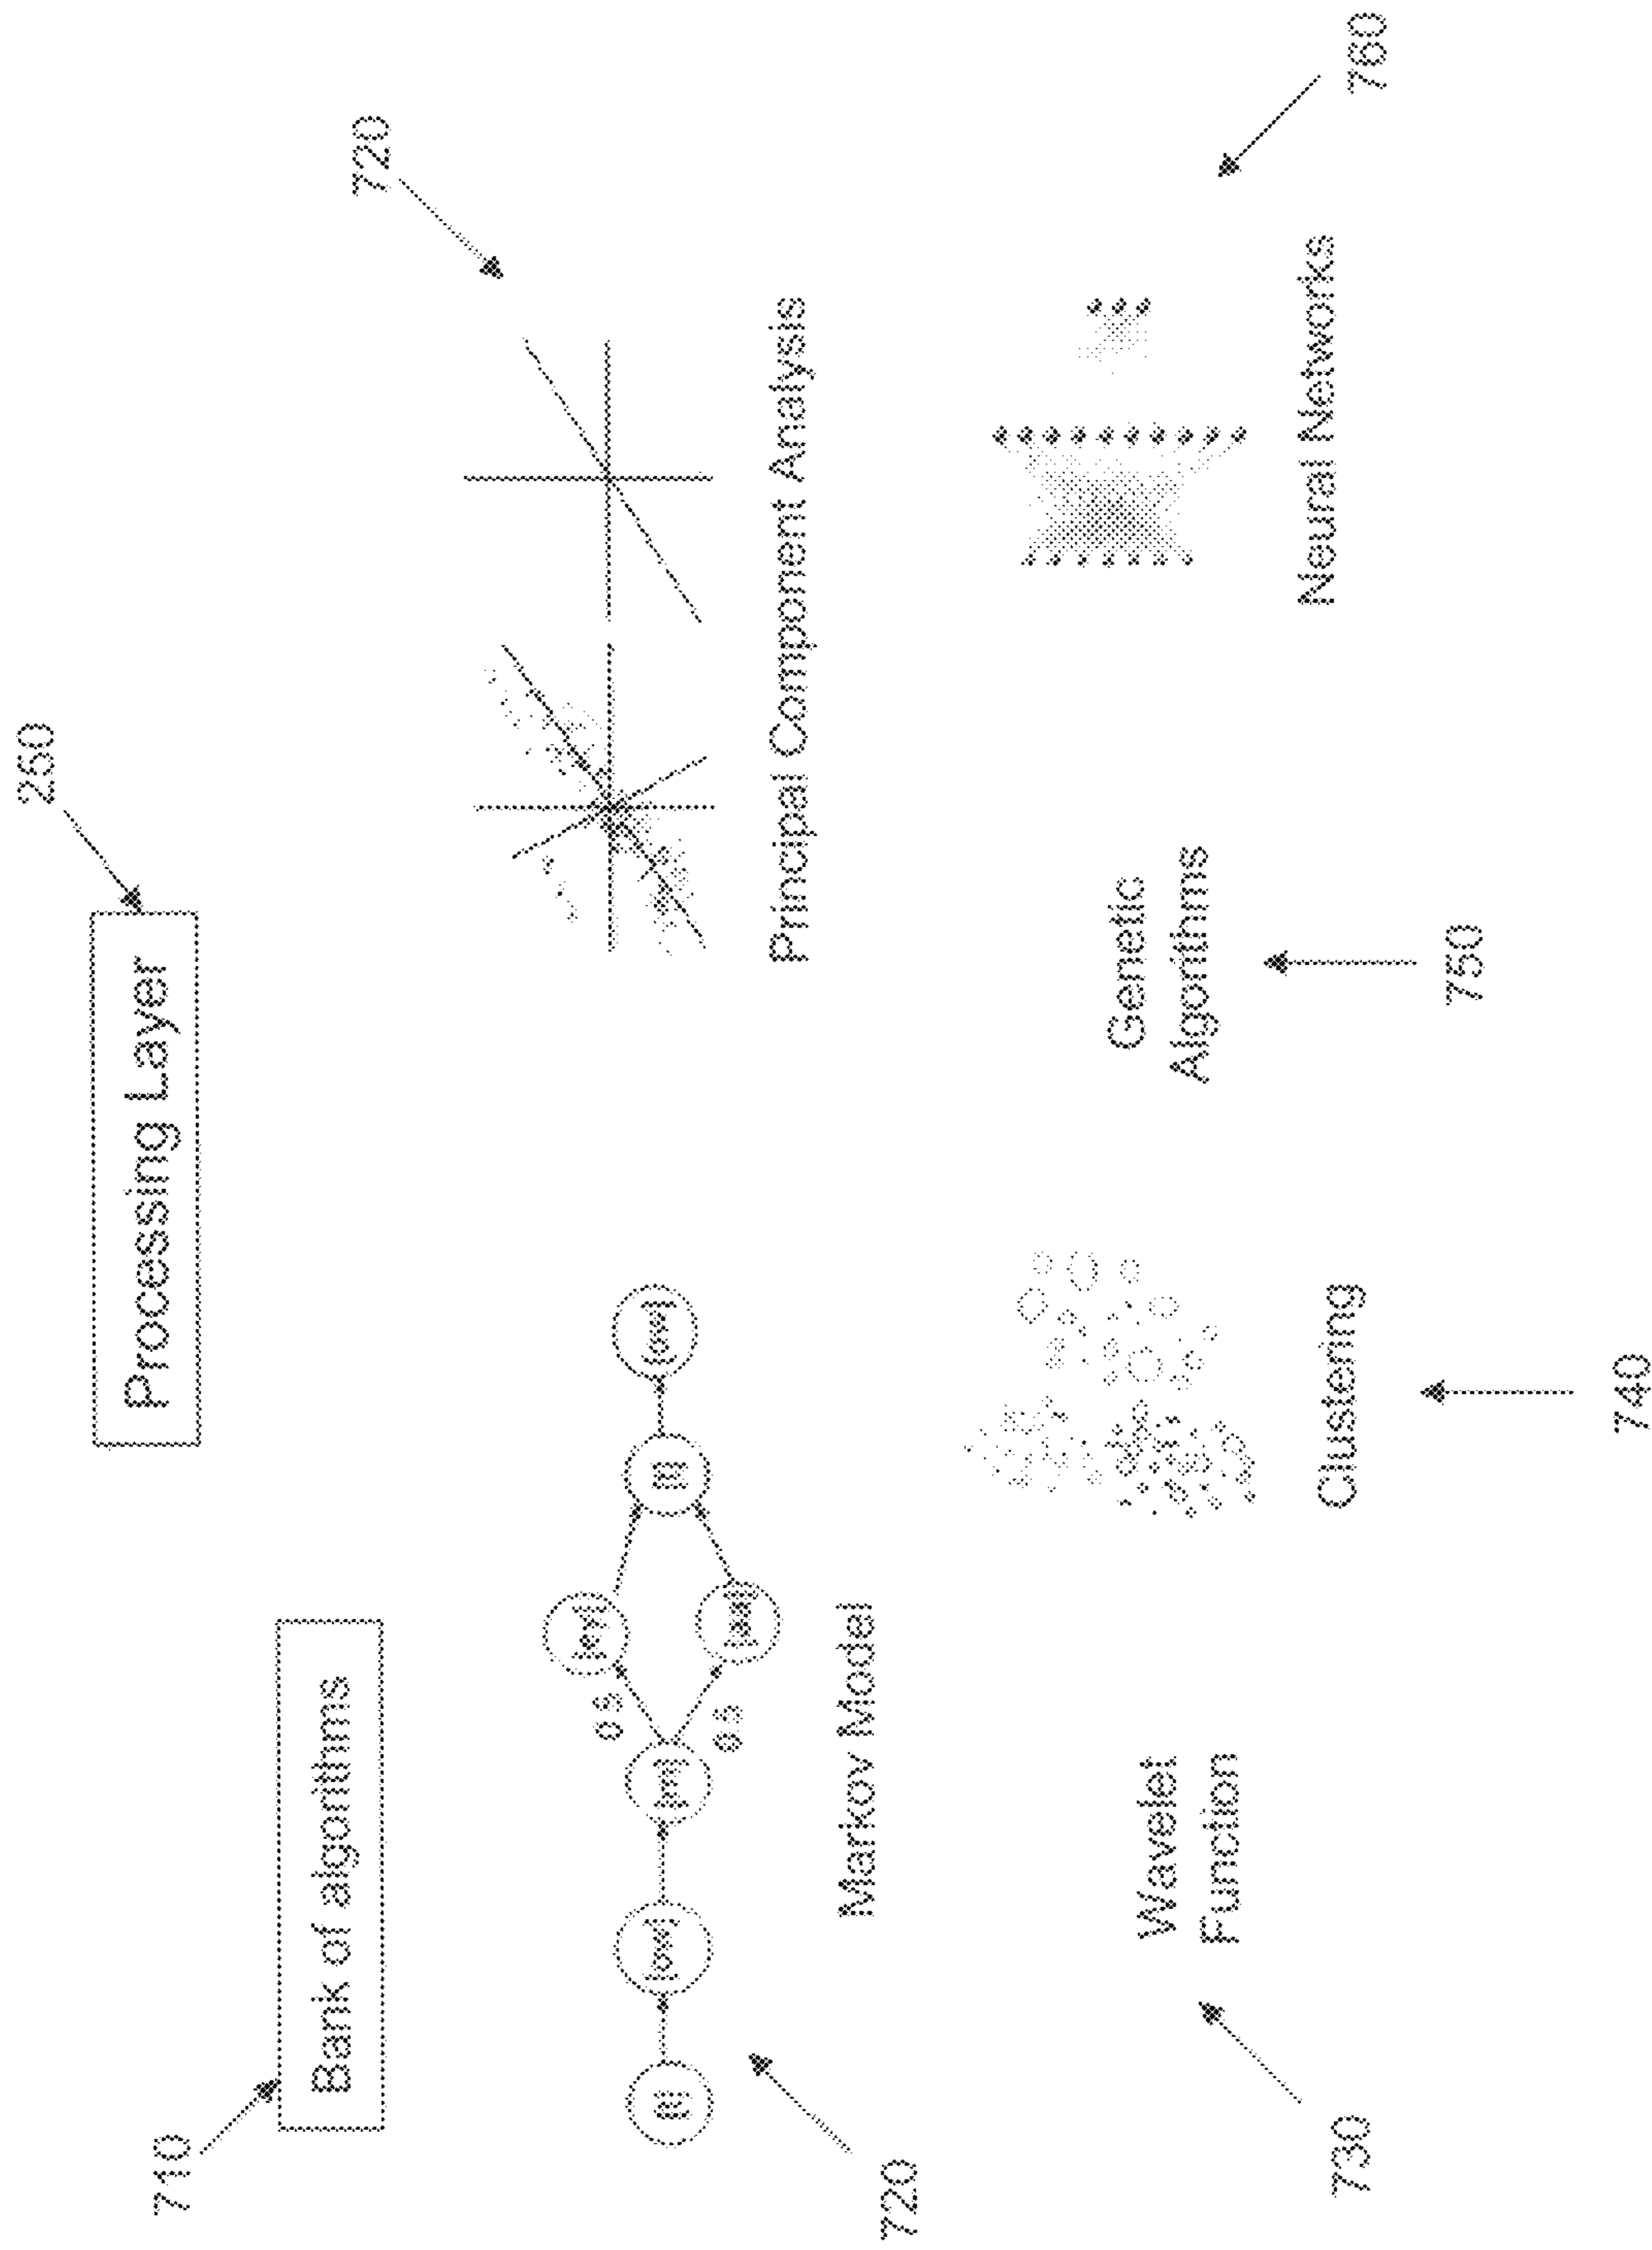 250
Processing Layer
710
Bank of algorithms
720
0.5
0.5
Markov Model
720
Principal Component Analysis
730
Wavelet
Function
Clustering
740
Genetic
Algorithms
750
Neural Networks
760